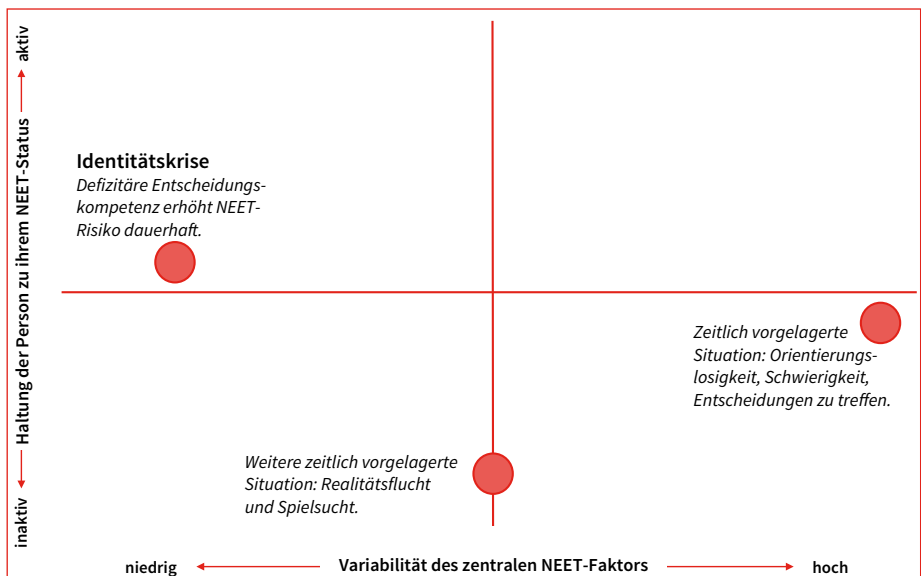 aktiv
Haltung der Person zu ihrem NEET-Status
inaktiv
Identitätskrise
Defizitäre Entscheidungs-
kompetenz erhöht NEET-
Risiko dauerhaft.
Zeitlich vorgelagerte
Situation: Orientierungs-
losigkeit, Schwierigkeit,
Entscheidungen zu treffen.
Weitere zeitlich vorgelagerte
Situation: Realitätsflucht
und Spielsucht.
niedrig
Variabilität des zentralen NEET-Faktors
hoch